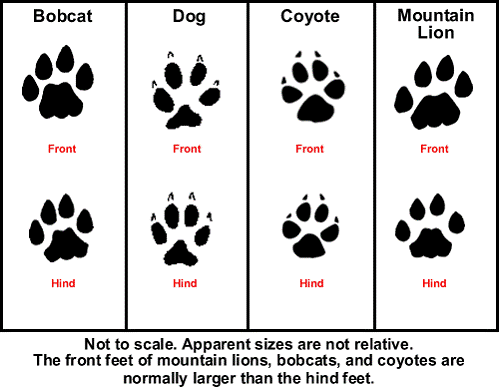 Bobcat Dog Coyote Mountain Lion
Front Front Front Front
Hind Hind Hind Hind
Not to scale. Apparent sizes are not relative.
The front feet of mountain lions, bobcats, and coyotes are
normally larger than the hind feet.